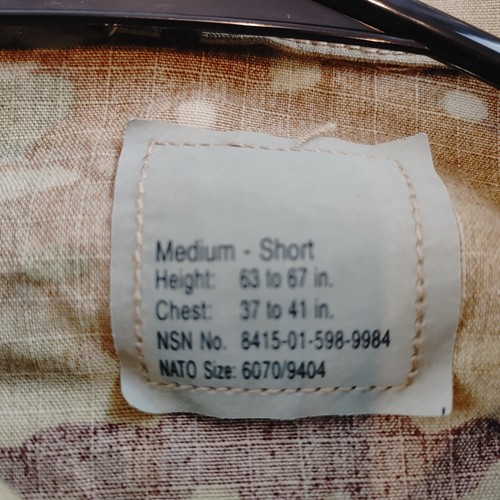 Medium - Short
Height: 63 to 67 in.
Chest: 37 to 41 in.
NSN No. 8415-01-598-9984
NATO Size: 6070/9404